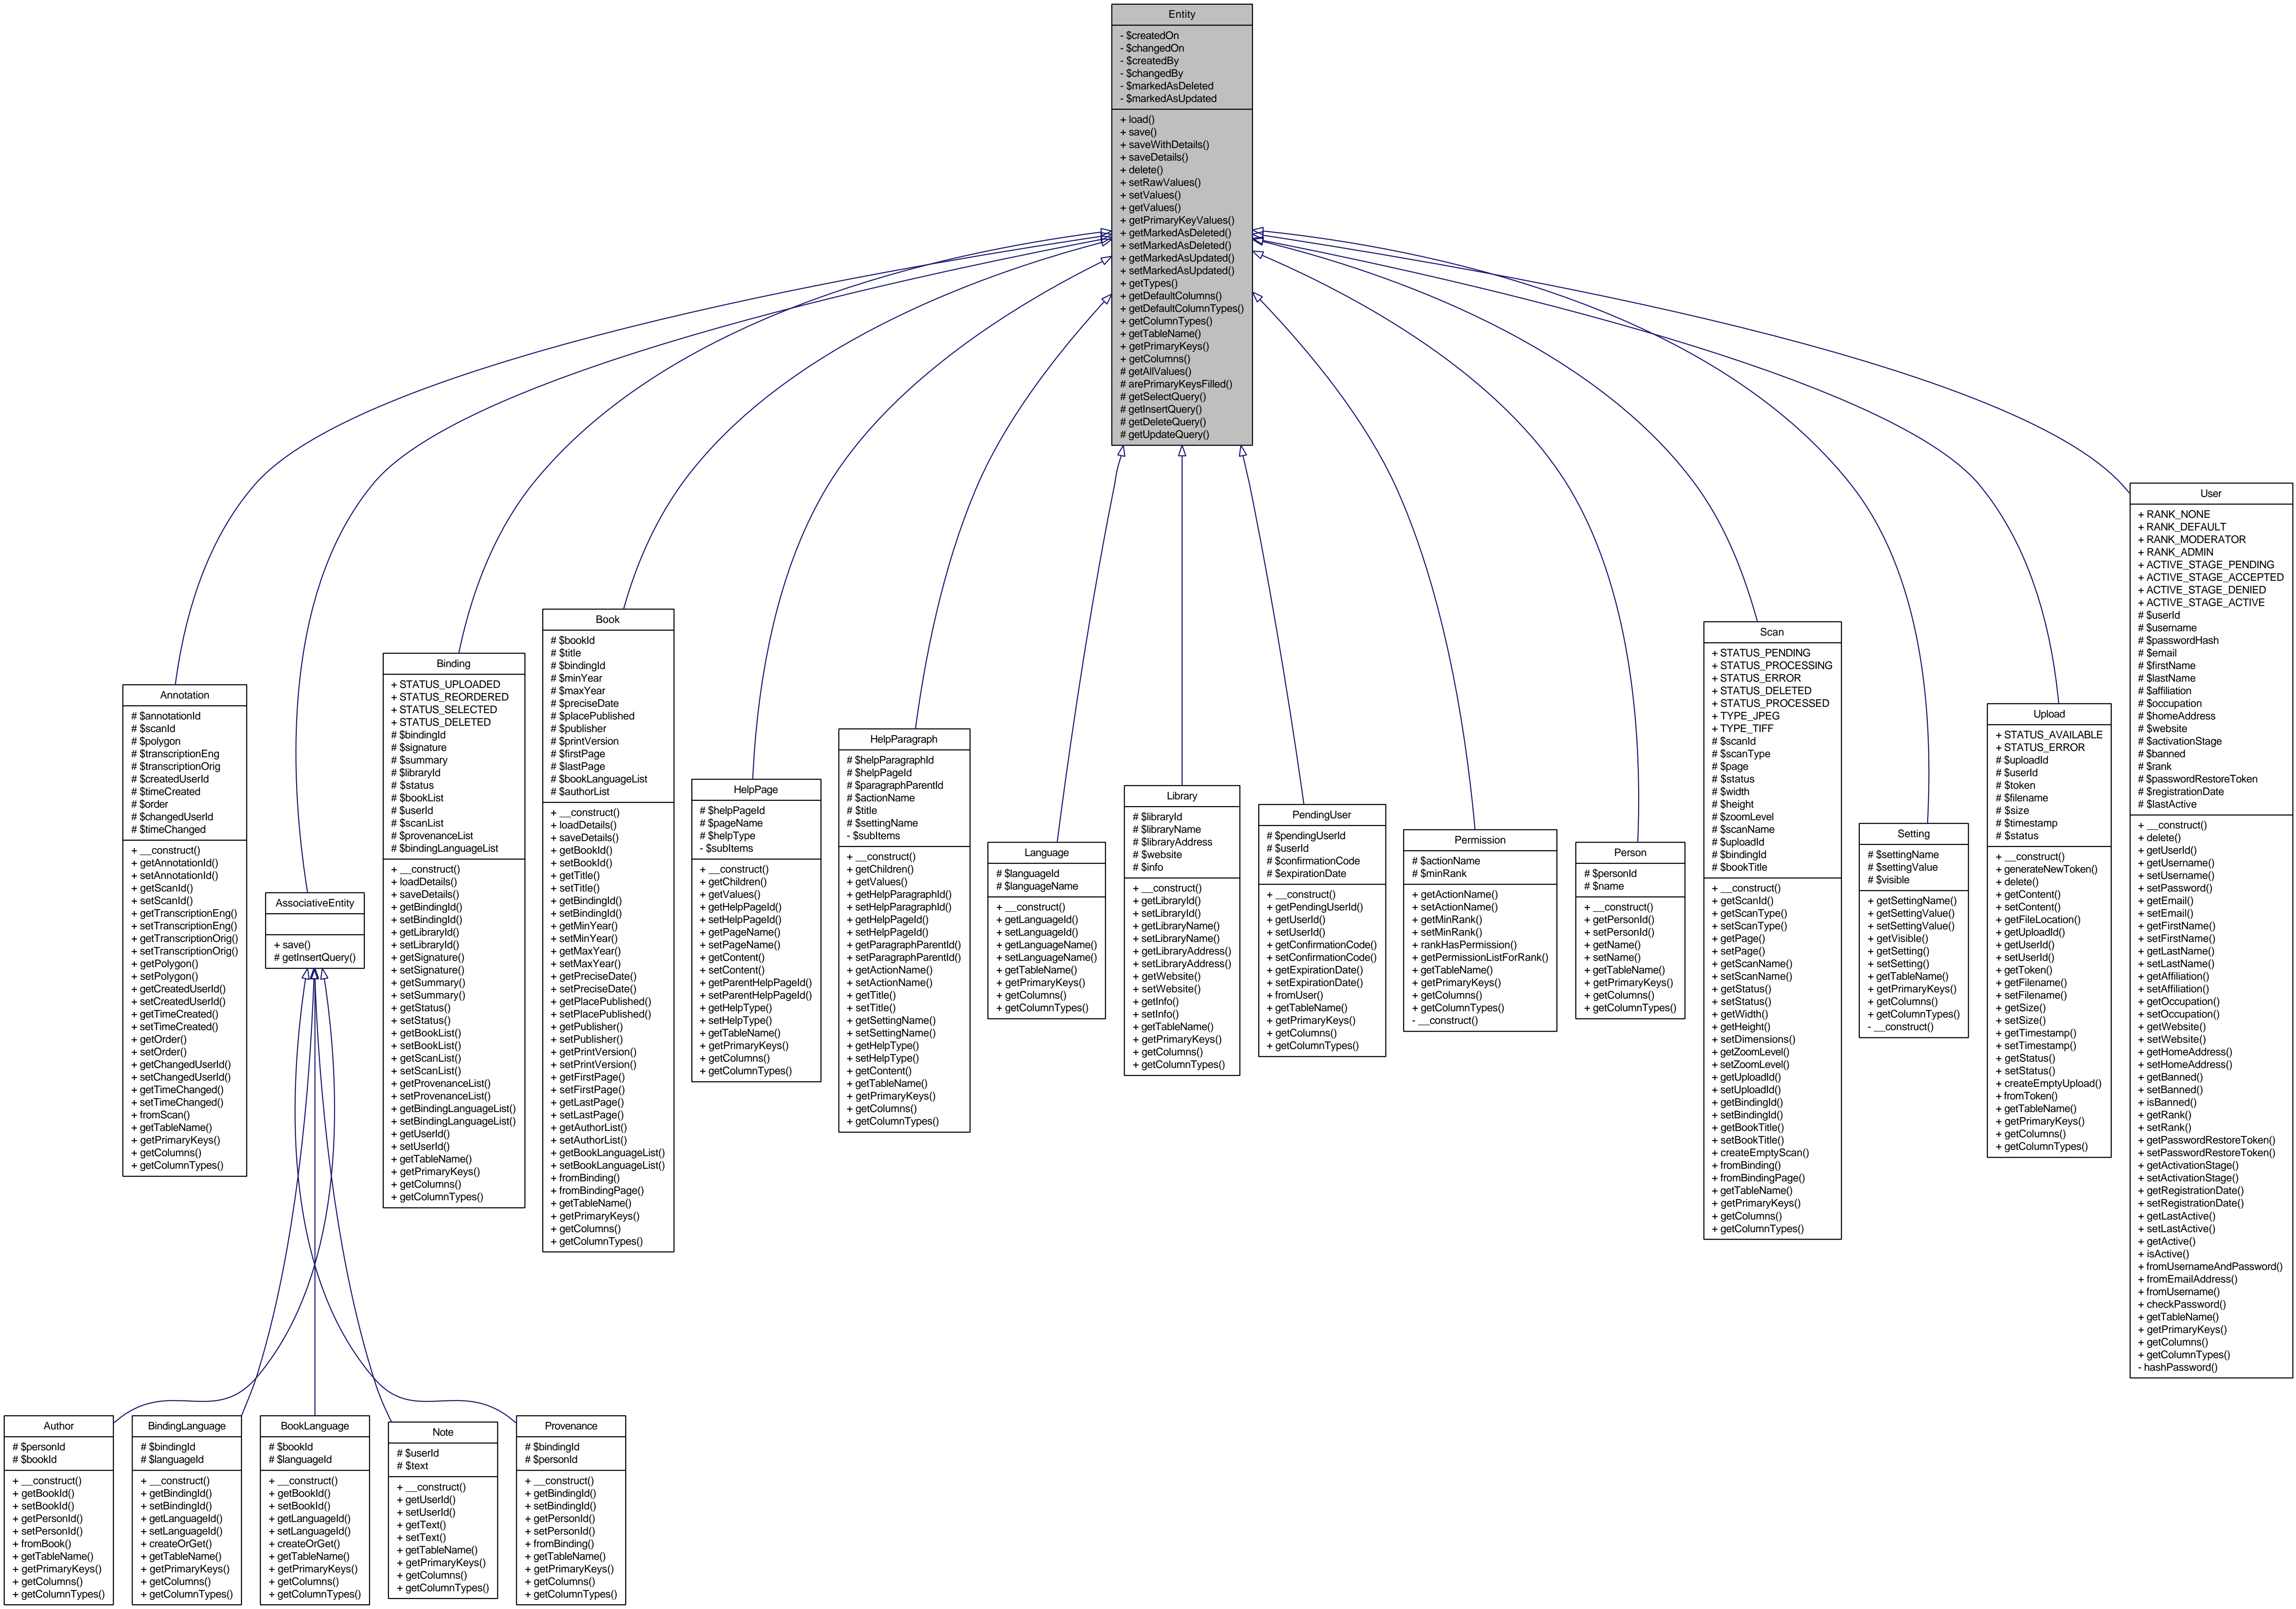 Entity
- $createdOn
- $changedOn
- $createdBy
- $changedBy
- $markedAsDeleted
- $markedAsUpdated
+ load()
+ save()
+ saveWithDetails()
+ saveDetails()
+ delete()
+ setRawValues()
+ setValues()
+ getValues()
+ getPrimaryKeyValues()
+ getMarkedAsDeleted()
+ setMarkedAsDeleted()
+ getMarkedAsUpdated()
+ setMarkedAsUpdated()
+ getTypes()
+ getDefaultColumns()
+ getDefaultColumnTypes()
+ getColumnTypes()
+ getTableName()
+ getPrimaryKeys()
+ getColumns()
# getAllValues()
# arePrimaryKeysFilled()
# getSelectQuery()
# getInsertQuery()
# getDeleteQuery()
# getUpdateQuery()
Annotation
# $annotationId
# $scanId
# $polygon
# $transcriptionEng
# $transcriptionOrig
# $createdUserId
# $timeCreated
# $order
# $changedUserId
# $timeChanged
+ __construct()
+ getAnnotationId()
+ setAnnotationId()
+ getScanId()
+ setScanId()
+ getTranscriptionEng()
+ setTranscriptionEng()
+ getTranscriptionOrig()
+ setTranscriptionOrig()
+ getPolygon()
+ setPolygon()
+ getCreatedUserId()
+ setCreatedUserId()
+ getTimeCreated()
+ setTimeCreated()
+ getOrder()
+ setOrder()
+ getChangedUserId()
+ setChangedUserId()
+ getTimeChanged()
+ setTimeChanged()
+ fromScan()
+ getTableName()
+ getPrimaryKeys()
+ getColumns()
+ getColumnTypes()
AssociativeEntity
+ save()
# getInsertQuery()
Binding
+ STATUS_UPLOADED
+ STATUS_REORDERED
+ STATUS_SELECTED
+ STATUS_DELETED
# $bindingId
# $signature
# $summary
# $libraryId
# $status
# $bookList
# $userId
# $scanList
# $provenanceList
# $bindingLanguageList
+ __construct()
+ loadDetails()
+ saveDetails()
+ getBindingId()
+ setBindingId()
+ getLibraryId()
+ setLibraryId()
+ getSignature()
+ setSignature()
+ getSummary()
+ setSummary()
+ getStatus()
+ setStatus()
+ getBookList()
+ setBookList()
+ getScanList()
+ setScanList()
+ getProvenanceList()
+ setProvenanceList()
+ getBindingLanguageList()
+ setBindingLanguageList()
+ getUserId()
+ setUserId()
+ getTableName()
+ getPrimaryKeys()
+ getColumns()
+ getColumnTypes()
Book
# $bookId
# $title
# $bindingId
# $minYear
# $maxYear
# $preciseDate
# $placePublished
# $publisher
# $printVersion
# $firstPage
# $lastPage
# $bookLanguageList
# $authorList
+ __construct()
+ loadDetails()
+ saveDetails()
+ getBookId()
+ setBookId()
+ getTitle()
+ setTitle()
+ getBindingId()
+ setBindingId()
+ getMinYear()
+ setMinYear()
+ getMaxYear()
+ setMaxYear()
+ getPreciseDate()
+ setPreciseDate()
+ getPlacePublished()
+ setPlacePublished()
+ getPublisher()
+ setPublisher()
+ getPrintVersion()
+ setPrintVersion()
+ getFirstPage()
+ setFirstPage()
+ getLastPage()
+ setLastPage()
+ getAuthorList()
+ setAuthorList()
+ getBookLanguageList()
+ setBookLanguageList()
+ fromBinding()
+ fromBindingPage()
+ getTableName()
+ getPrimaryKeys()
+ getColumns()
+ getColumnTypes()
HelpPage
# $helpPageId
# $pageName
# $helpType
- $subItems
+ __construct()
+ getChildren()
+ getValues()
+ getHelpPageId()
+ setHelpPageId()
+ getPageName()
+ setPageName()
+ getContent()
+ setContent()
+ getParentHelpPageId()
+ setParentHelpPageId()
+ getHelpType()
+ setHelpType()
+ getTableName()
+ getPrimaryKeys()
+ getColumns()
+ getColumnTypes()
HelpParagraph
# $helpParagraphId
# $helpPageId
# $paragraphParentId
# $actionName
# $title
# $settingName
- $subItems
+ __construct()
+ getChildren()
+ getValues()
+ getHelpParagraphId()
+ setHelpParagraphId()
+ getHelpPageId()
+ setHelpPageId()
+ getParagraphParentId()
+ setParagraphParentId()
+ getActionName()
+ setActionName()
+ getTitle()
+ setTitle()
+ getSettingName()
+ setSettingName()
+ getHelpType()
+ setHelpType()
+ getContent()
+ getTableName()
+ getPrimaryKeys()
+ getColumns()
+ getColumnTypes()
Language
# $languageId
# $languageName
+ __construct()
+ getLanguageId()
+ setLanguageId()
+ getLanguageName()
+ setLanguageName()
+ getTableName()
+ getPrimaryKeys()
+ getColumns()
+ getColumnTypes()
Library
# $libraryId
# $libraryName
# $libraryAddress
# $website
# $info
+ __construct()
+ getLibraryId()
+ setLibraryId()
+ getLibraryName()
+ setLibraryName()
+ getLibraryAddress()
+ setLibraryAddress()
+ getWebsite()
+ setWebsite()
+ getInfo()
+ setInfo()
+ getTableName()
+ getPrimaryKeys()
+ getColumns()
+ getColumnTypes()
PendingUser
# $pendingUserId
# $userId
# $confirmationCode
# $expirationDate
+ __construct()
+ getPendingUserId()
+ getUserId()
+ setUserId()
+ getConfirmationCode()
+ setConfirmationCode()
+ getExpirationDate()
+ setExpirationDate()
+ fromUser()
+ getTableName()
+ getPrimaryKeys()
+ getColumns()
+ getColumnTypes()
Permission
# $actionName
# $minRank
+ getActionName()
+ setActionName()
+ getMinRank()
+ setMinRank()
+ rankHasPermission()
+ getPermissionListForRank()
+ getTableName()
+ getPrimaryKeys()
+ getColumns()
+ getColumnTypes()
- __construct()
Person
# $personId
# $name
+ __construct()
+ getPersonId()
+ setPersonId()
+ getName()
+ setName()
+ getTableName()
+ getPrimaryKeys()
+ getColumns()
+ getColumnTypes()
Scan
+ STATUS_PENDING
+ STATUS_PROCESSING
+ STATUS_ERROR
+ STATUS_DELETED
+ STATUS_PROCESSED
+ TYPE_JPEG
+ TYPE_TIFF
# $scanId
# $scanType
# $page
# $status
# $width
# $height
# $zoomLevel
# $scanName
# $uploadId
# $bindingId
# $bookTitle
+ __construct()
+ getScanId()
+ getScanType()
+ setScanType()
+ getPage()
+ setPage()
+ getScanName()
+ setScanName()
+ getStatus()
+ setStatus()
+ getWidth()
+ getHeight()
+ setDimensions()
+ getZoomLevel()
+ setZoomLevel()
+ getUploadId()
+ setUploadId()
+ getBindingId()
+ setBindingId()
+ getBookTitle()
+ setBookTitle()
+ createEmptyScan()
+ fromBinding()
+ fromBindingPage()
+ getTableName()
+ getPrimaryKeys()
+ getColumns()
+ getColumnTypes()
Setting
# $settingName
# $settingValue
# $visible
+ getSettingName()
+ getSettingValue()
+ setSettingValue()
+ getVisible()
+ getSetting()
+ setSetting()
+ getTableName()
+ getPrimaryKeys()
+ getColumns()
+ getColumnTypes()
- __construct()
Upload
+ STATUS_AVAILABLE
+ STATUS_ERROR
# $uploadId
# $userId
# $token
# $filename
# $size
# $timestamp
# $status
+ __construct()
+ generateNewToken()
+ delete()
+ getContent()
+ setContent()
+ getFileLocation()
+ getUploadId()
+ getUserId()
+ setUserId()
+ getToken()
+ getFilename()
+ setFilename()
+ getSize()
+ setSize()
+ getTimestamp()
+ setTimestamp()
+ getStatus()
+ setStatus()
+ createEmptyUpload()
+ fromToken()
+ getTableName()
+ getPrimaryKeys()
+ getColumns()
+ getColumnTypes()
User
+ RANK_NONE
+ RANK_DEFAULT
+ RANK_MODERATOR
+ RANK_ADMIN
+ ACTIVE_STAGE_PENDING
+ ACTIVE_STAGE_ACCEPTED
+ ACTIVE_STAGE_DENIED
+ ACTIVE_STAGE_ACTIVE
# $userId
# $username
# $passwordHash
# $email
# $firstName
# $lastName
# $affiliation
# $occupation
# $homeAddress
# $website
# $activationStage
# $banned
# $rank
# $passwordRestoreToken
# $registrationDate
# $lastActive
+ __construct()
+ delete()
+ getUserId()
+ getUsername()
+ setUsername()
+ setPassword()
+ getEmail()
+ setEmail()
+ getFirstName()
+ setFirstName()
+ getLastName()
+ setLastName()
+ getAffiliation()
+ setAffiliation()
+ getOccupation()
+ setOccupation()
+ getWebsite()
+ setWebsite()
+ getHomeAddress()
+ setHomeAddress()
+ getBanned()
+ setBanned()
+ isBanned()
+ getRank()
+ setRank()
+ getPasswordRestoreToken()
+ setPasswordRestoreToken()
+ getActivationStage()
+ setActivationStage()
+ getRegistrationDate()
+ setRegistrationDate()
+ getLastActive()
+ setLastActive()
+ getActive()
+ isActive()
+ fromUsernameAndPassword()
+ fromEmailAddress()
+ fromUsername()
+ checkPassword()
+ getTableName()
+ getPrimaryKeys()
+ getColumns()
+ getColumnTypes()
- hashPassword()
Author
# $personId
# $bookId
+ __construct()
+ getBookId()
+ setBookId()
+ getPersonId()
+ setPersonId()
+ fromBook()
+ getTableName()
+ getPrimaryKeys()
+ getColumns()
+ getColumnTypes()
BindingLanguage
# $bindingId
# $languageId
+ __construct()
+ getBindingId()
+ setBindingId()
+ getLanguageId()
+ setLanguageId()
+ createOrGet()
+ getTableName()
+ getPrimaryKeys()
+ getColumns()
+ getColumnTypes()
BookLanguage
# $bookId
# $languageId
+ __construct()
+ getBookId()
+ setBookId()
+ getLanguageId()
+ setLanguageId()
+ createOrGet()
+ getTableName()
+ getPrimaryKeys()
+ getColumns()
+ getColumnTypes()
Note
# $userId
# $text
+ __construct()
+ getUserId()
+ setUserId()
+ getText()
+ setText()
+ getTableName()
+ getPrimaryKeys()
+ getColumns()
+ getColumnTypes()
Provenance
# $bindingId
# $personId
+ __construct()
+ getBindingId()
+ setBindingId()
+ getPersonId()
+ setPersonId()
+ fromBinding()
+ getTableName()
+ getPrimaryKeys()
+ getColumns()
+ getColumnTypes()